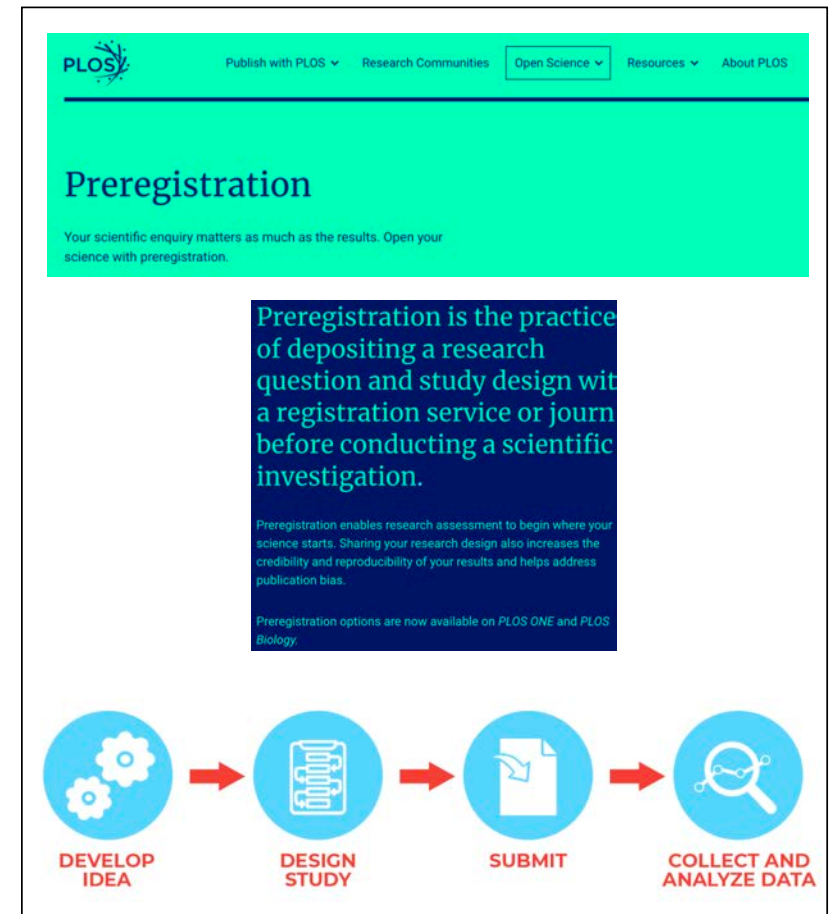 PLOS
Publish with PLOS Research Communities Open Science Resources About PLOS
Preregistration
Your scientific enquiry matters as much as the results. Open your
science with preregistration.
Preregistration is the practice
of depositing a research
question and study design wit
a registration service or journ
before conducting a scientific
investigation.
Preregistration enables research assessment to begin where your
science starts. Sharing your research design also increases the
credibility and reproducibility of your results and helps address
publication bias.
Preregistration options are now available on PLOS ONE and PLOS
Biology.
DEVELOP
IDEA
DESIGN
STUDY
SUBMIT
COLLECT AND
ANALYZE DATA